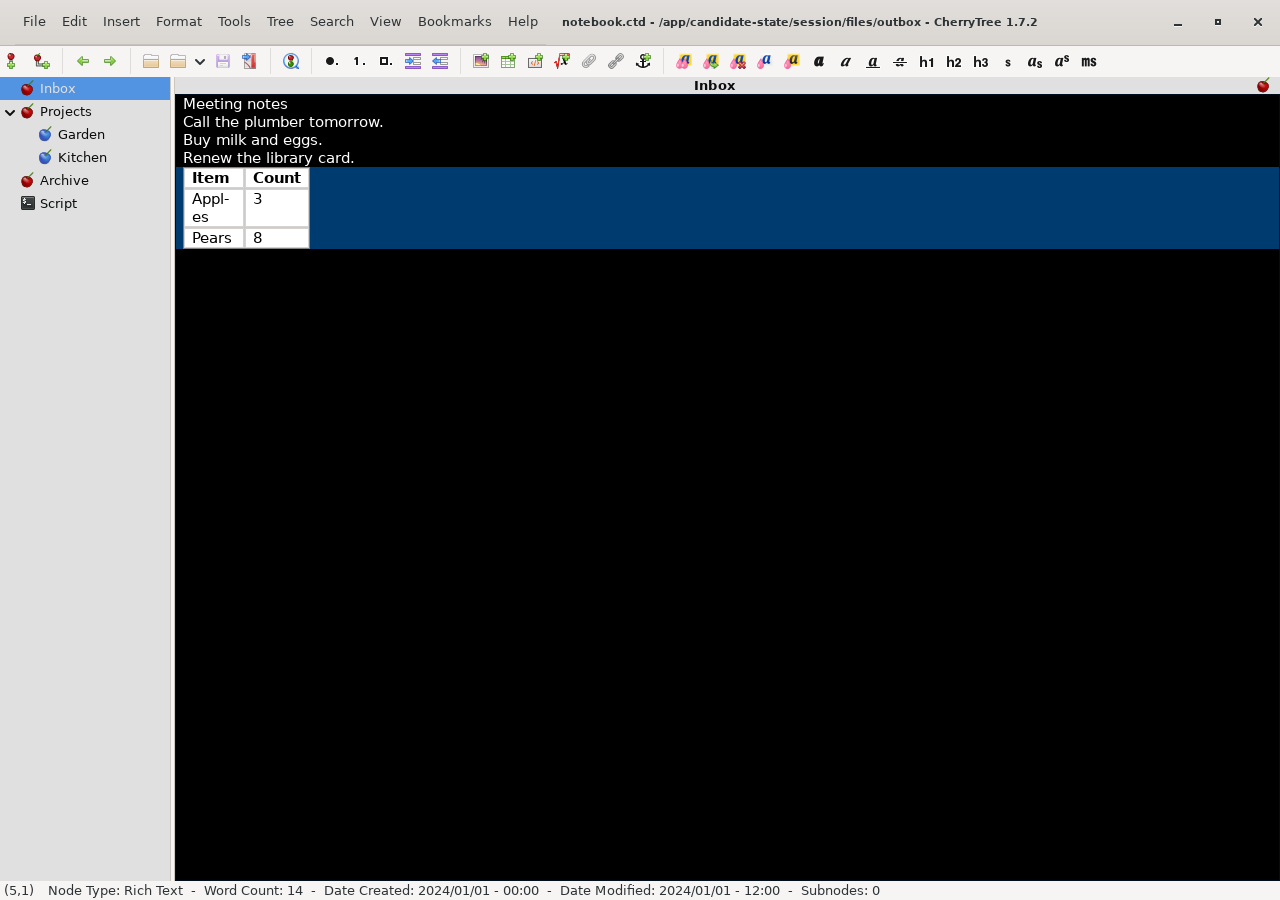 File Edit Insert Format Tools Tree Search View Bookmarks Help notebook.ctd - /app/candidate-state/session/files/outbox - CherryTree 1.7.2
1. a a a a a a a a h1 h2 h3 s as as ms
Inbox
Projects
Garden
Kitchen
Archive
Script
Inbox
Meeting notes
Call the plumber tomorrow.
Buy milk and eggs.
Renew the library card.
Item Count
Appl-
es 3
Pears 8
(5,1) Node Type: Rich Text - Word Count: 14 - Date Created: 2024/01/01 - 00:00 - Date Modified: 2024/01/01 - 12:00 - Subnodes: 0